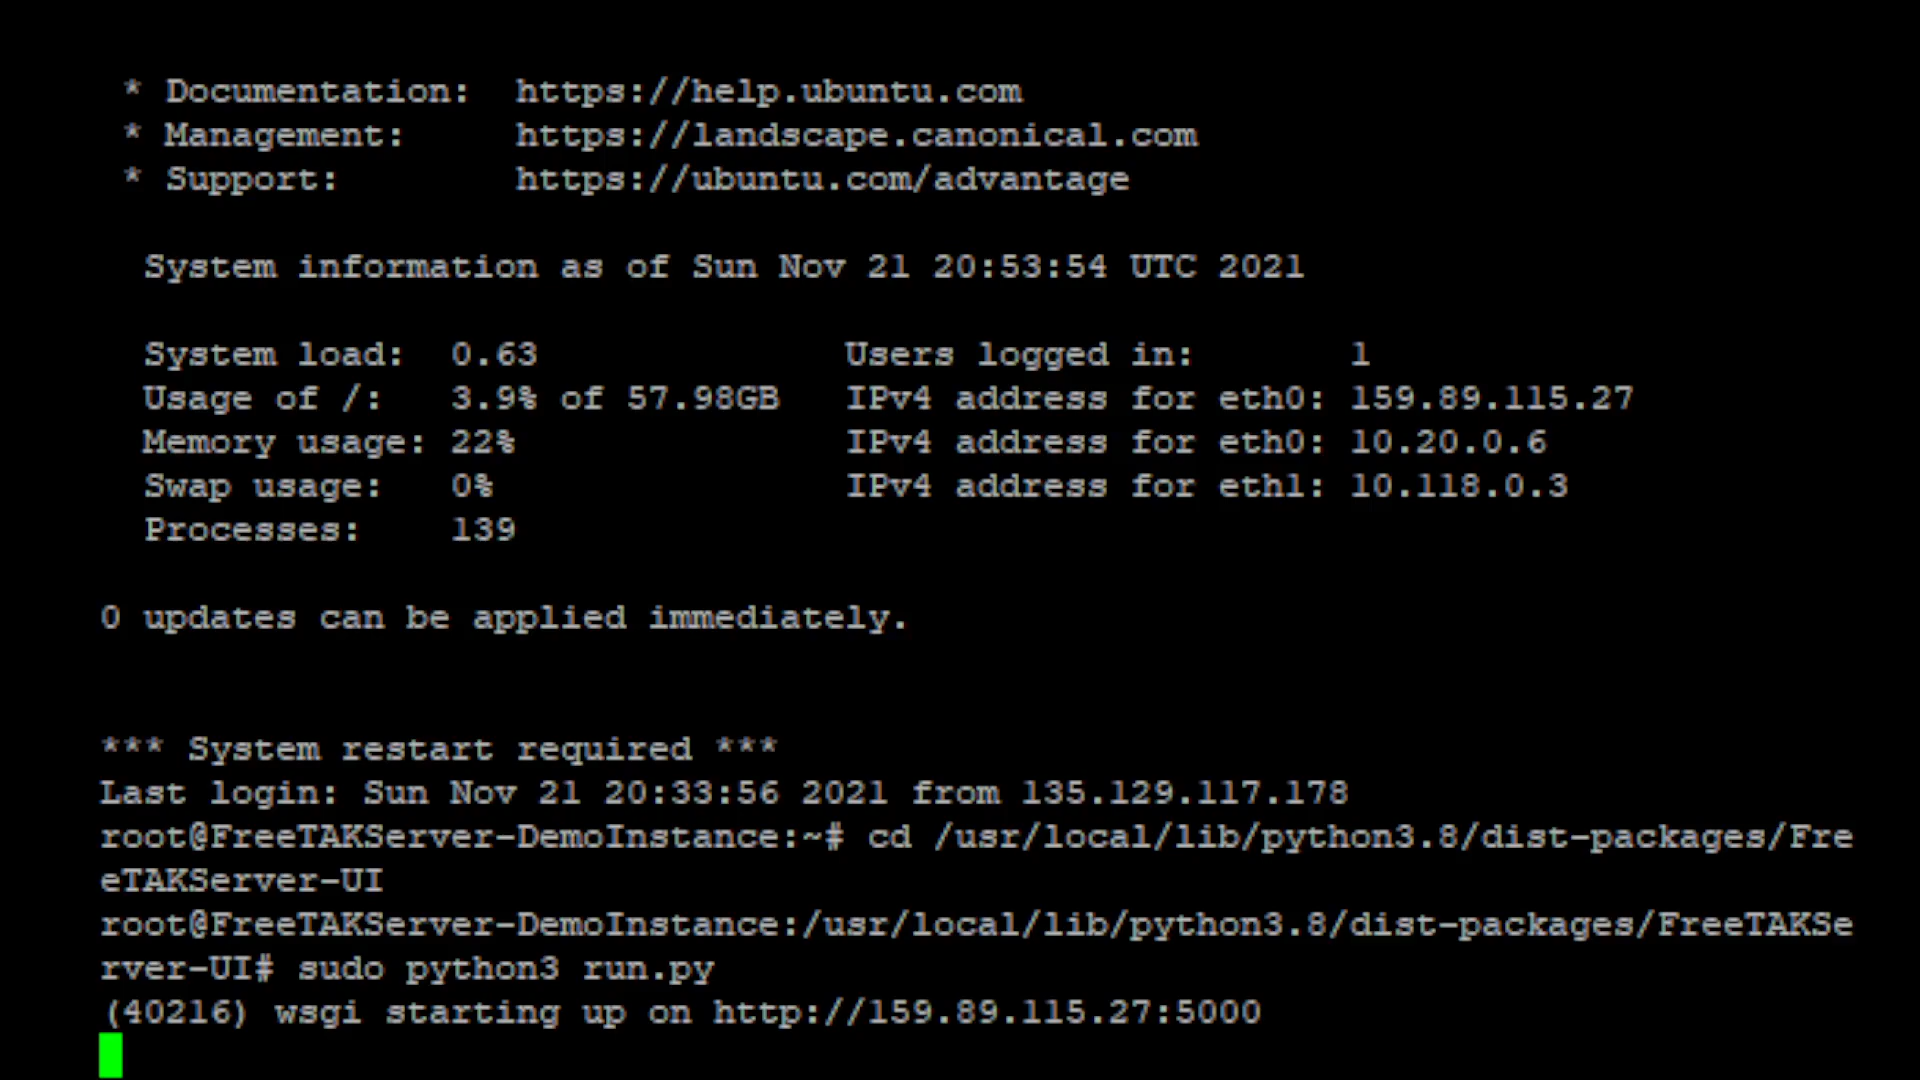 * Documentation:  https://help.ubuntu.com
* Management:     https://landscape.canonical.com
* Support:        https://ubuntu.com/advantage
System information as of Sun Nov 21 20:53:54 UTC 2021
System load:  0.63              Users logged in:       1
Usage of /:   3.9% of 57.98GB   IPv4 address for eth0: 159.89.115.27
Memory usage: 22%               IPv4 address for eth0: 10.20.0.6
Swap usage:   0%                IPv4 address for eth1: 10.118.0.3
Processes:    139
0 updates can be applied immediately.
*** System restart required ***
Last login: Sun Nov 21 20:33:56 2021 from 135.129.117.178
root@FreeTAKServer-DemoInstance:~# cd /usr/local/lib/python3.8/dist-packages/Fre
eTAKServer-UI
root@FreeTAKServer-DemoInstance:/usr/local/lib/python3.8/dist-packages/FreeTAKSe
rver-UI# sudo python3 run.py
(40216) wsgi starting up on http://159.89.115.27:5000